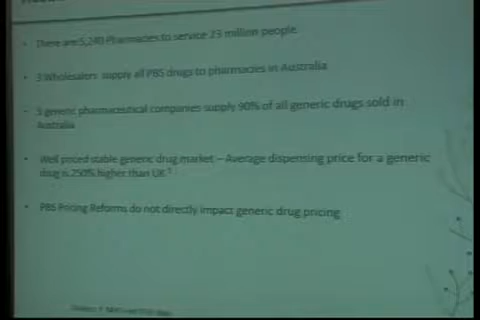 There are 5,240 Pharmacies to service 23 million people.
3 Wholesalers supply all PBS drugs to pharmacies in Australia
generic pharmaceutical companies supply 90% of all generic drugs sold in
Australia
Well priced stable generic drug market – Average dispensing price for a generic
drug is 250% higher than UK
PBS Pricing Reforms do not directly impact generic drug pricing